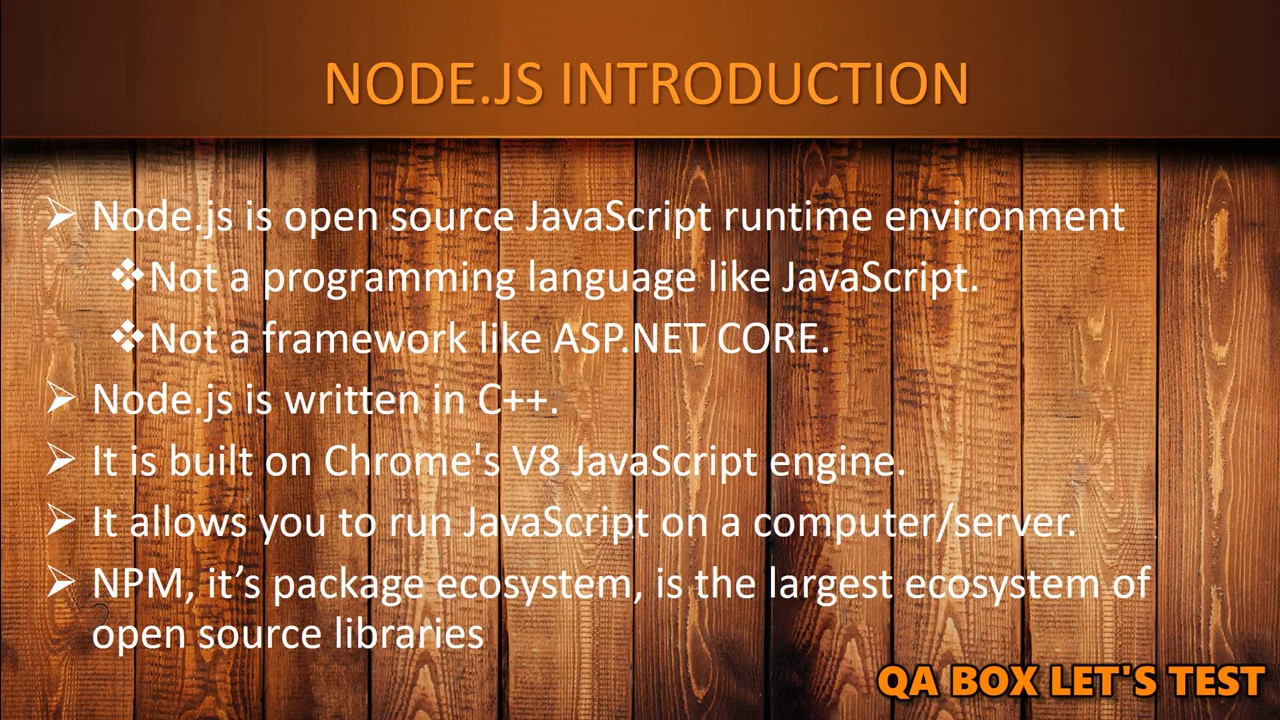 NODE.JS INTRODUCTION
Node.js is open source JavaScript runtime environment
Not a programming language like JavaScript.
Not a framework like ASP.NET CORE.
Node.js is written in C++.
It is built on Chrome's V8 JavaScript engine.
It allows you to run JavaScript on a computer/server.
NPM, it’s package ecosystem, is the largest ecosystem of
open source libraries
QA BOX LET'S TEST